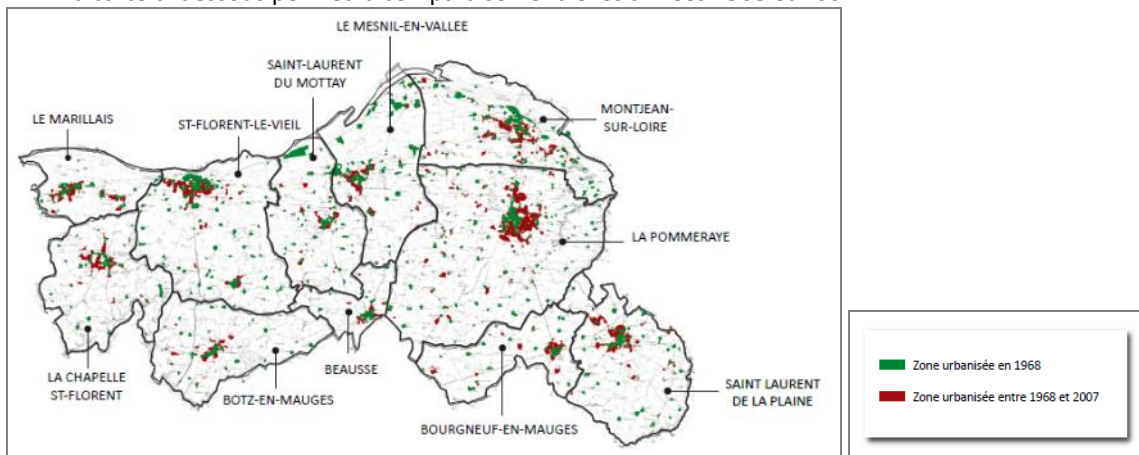 LE MESNIL-EN-VALLEE
SAINT-LAURENT
DU MOTTAY
MONTJEAN-
SUR-LOIRE
LE MARILLAIS
ST-FLORENT-LE-VIEIL
LA POMMERAYE
BEAUSSE
LA CHAPELLE
ST-FLORENT
BOTZ-EN-MAUGES
BOURGNEUF-EN-MAUGES
SAINT LAURENT
DE LA PLAINE
Zone urbanisée en 1968
Zone urbanisée entre 1968 et 2007